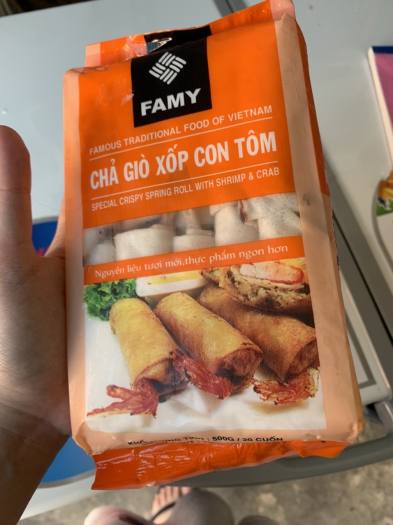 FAMY
FAMOUS TRADITIONAL FOOD OF VIETNAM
CHẢ GIÒ XỐP CON TÔM
SPECIAL CRISPY SPRING ROLL WITH SHRIMP & CRAB
Nguyên liệu tươi mới, thực phẩm ngon hơn
500G / 20 CUỐN